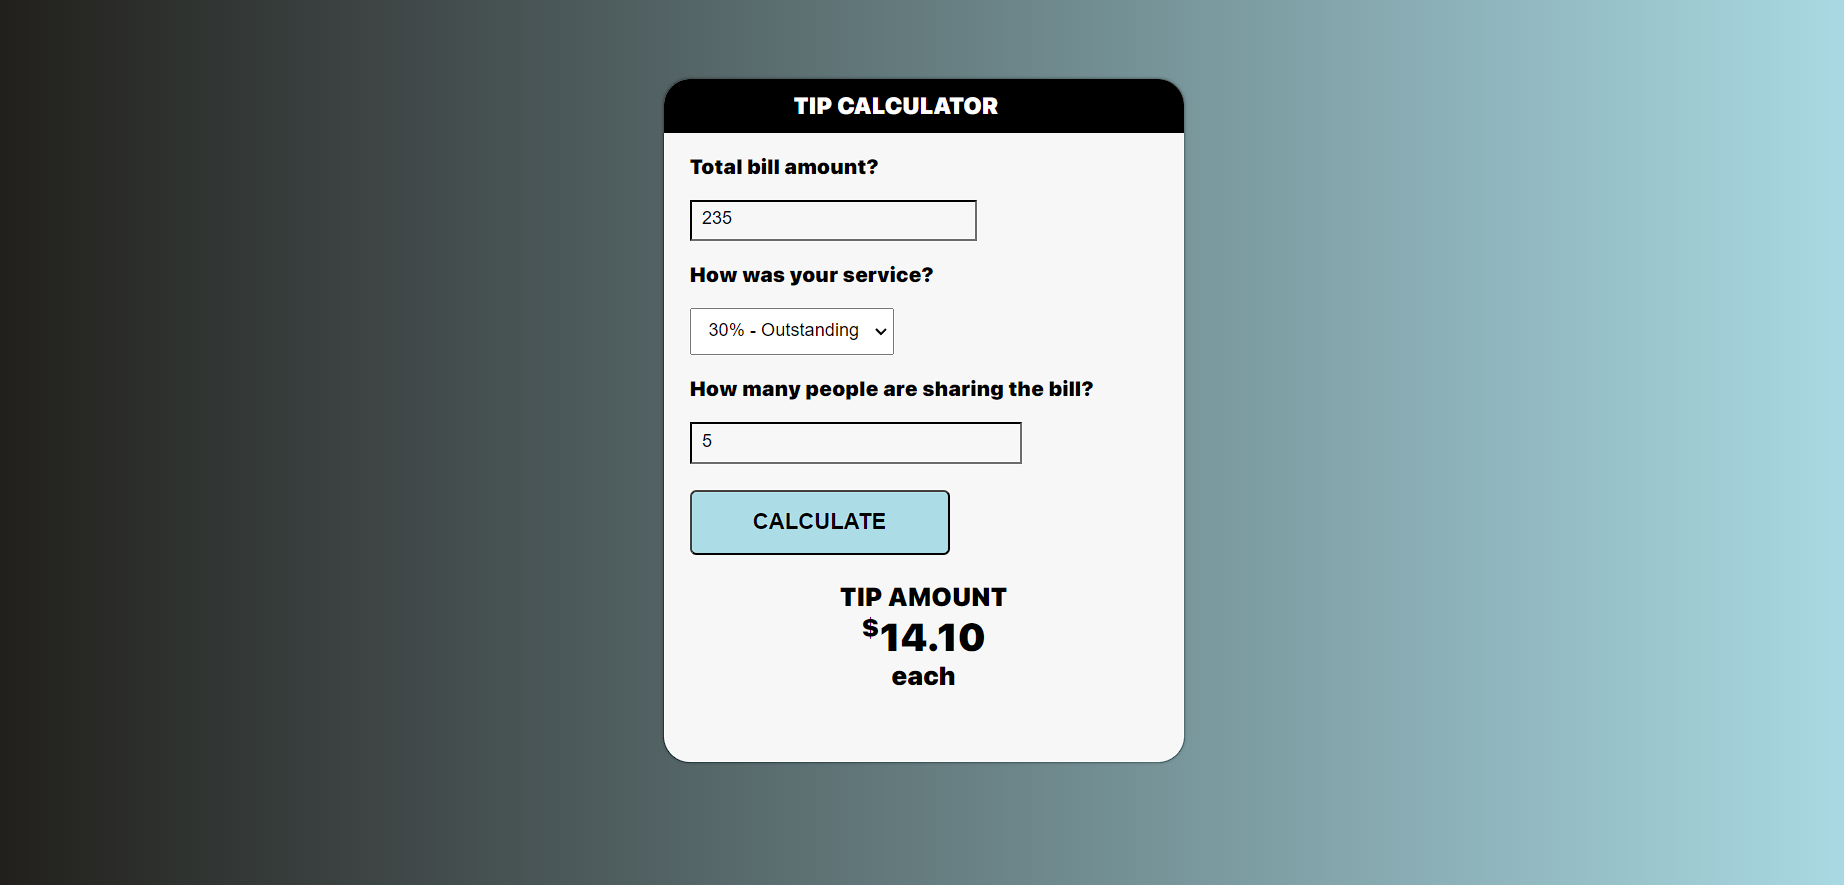 TIP CALCULATOR
Total bill amount?
235
How was your service?
30% - Outstanding
How many people are sharing the bill?
5
CALCULATE
TIP AMOUNT
$14.10
each